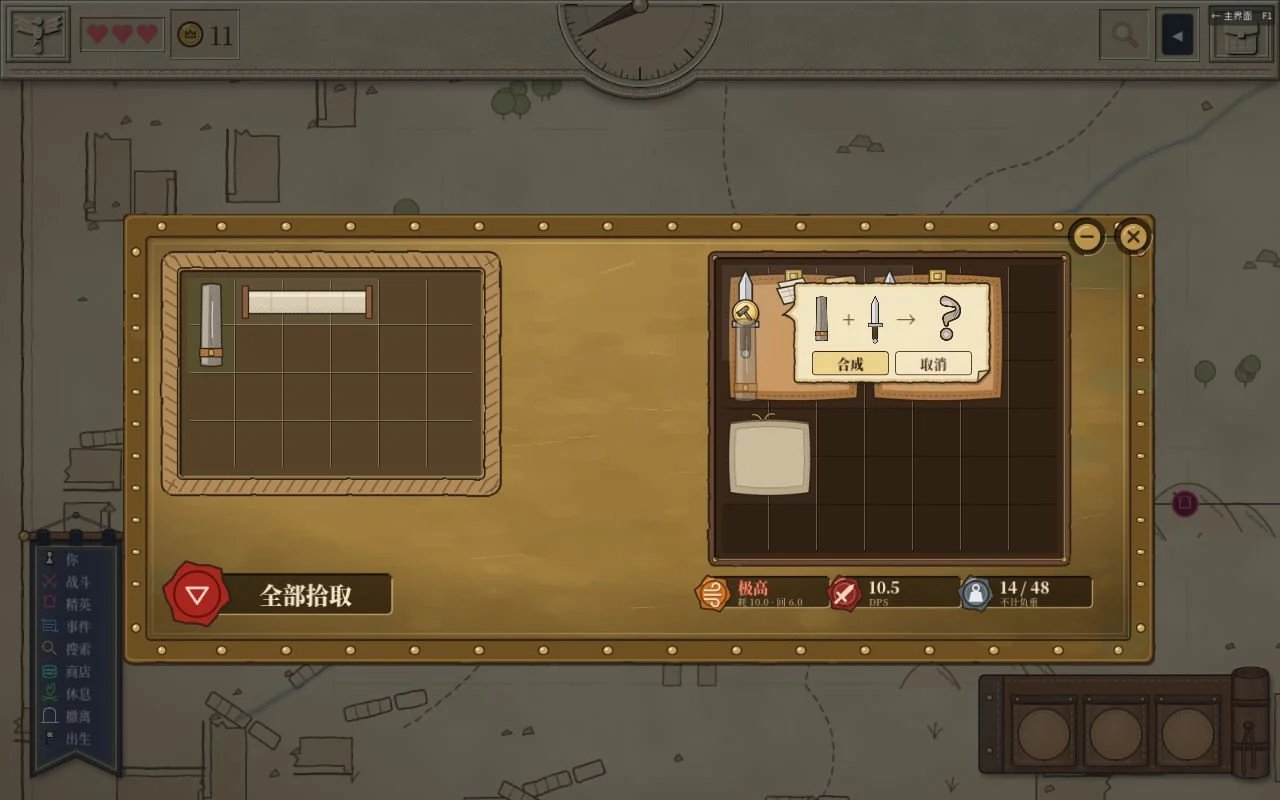 11
← 主界面 F1
合成
取消
你
战斗
精英
事件
搜索
商店
休息
撤离
出生
全部拾取
极高
耗 10.0 · 回 6.0
10.5
DPS
14 / 48
不计负重